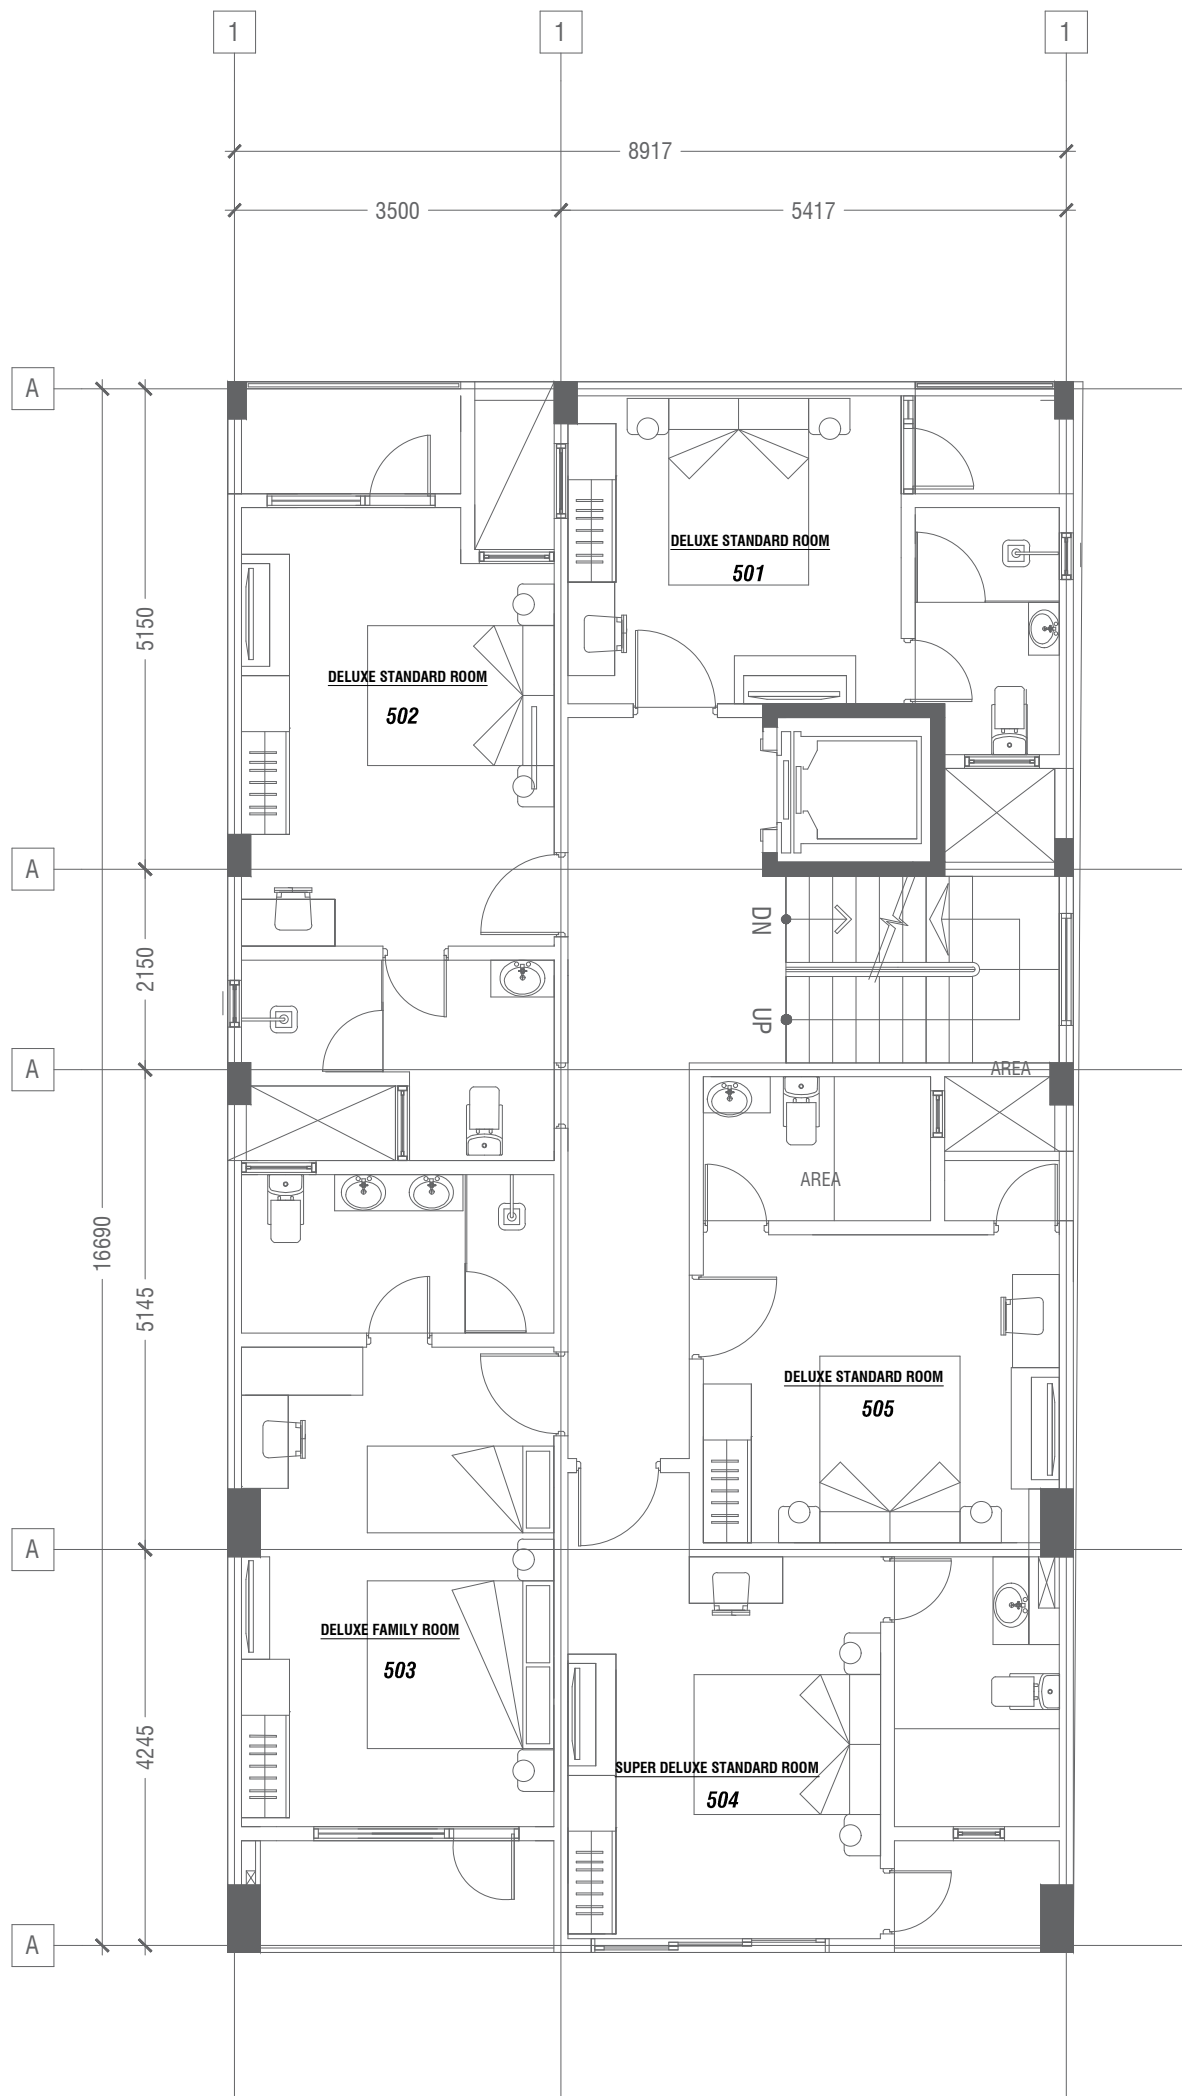 1
1
1
8917
3500
5417
A
DELUXE STANDARD ROOM
501
5150
DELUXE STANDARD ROOM
502
A
DN
2150
UP
A
AREA
AREA
16690
5145
DELUXE STANDARD ROOM
505
A
DELUXE FAMILY ROOM
503
4245
SUPER DELUXE STANDARD ROOM
504
A